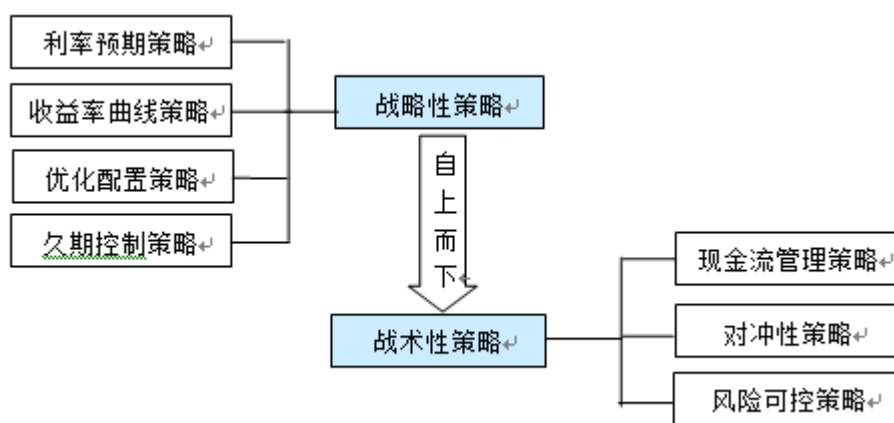 利率预期策略
收益率曲线策略
优化配置策略
久期控制策略
战略性策略
自上而下
战术性策略
现金流管理策略
对冲性策略
风险可控策略